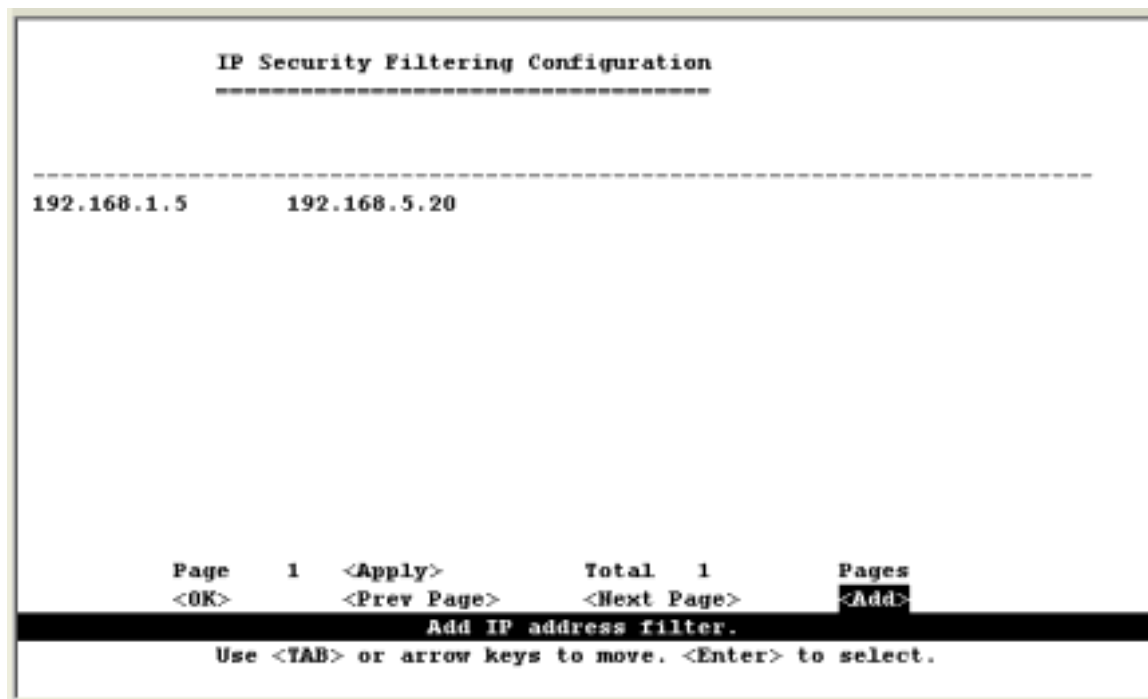 IP Security Filtering Configuration
===================================
---------------------------------------------------------------------------
192.168.1.5 192.168.5.20
Page 1 <Apply> Total 1 Pages
<OK> <Prev Page> <Next Page> <Add>
Add IP address filter.
Use <TAB> or arrow keys to move. <Enter> to select.